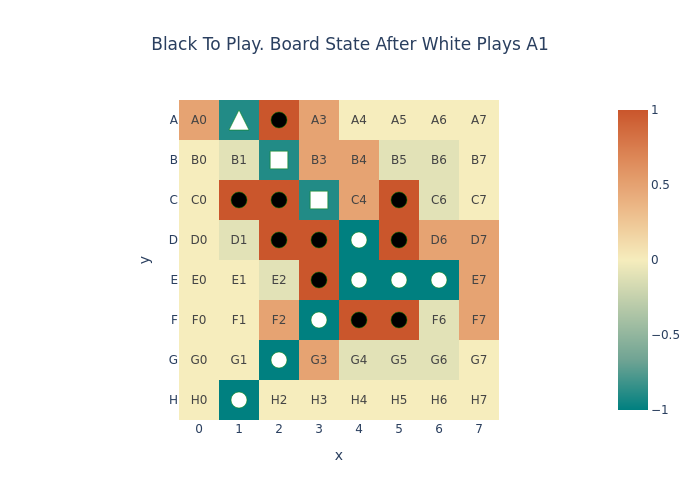 Black To Play. Board State After White Plays A1
A A0 A3 A4 A5 A6 A7 1
B B0 B1 B3 B4 B5 B6 B7
C C0 C4 C6 C7 0.5
D D0 D1 D6 D7
y 0
E E0 E1 E2 E7
F F0 F1 F2 F6 F7 −0.5
G G0 G1 G3 G4 G5 G6 G7
H H0 H2 H3 H4 H5 H6 H7 −1
0 1 2 3 4 5 6 7
x